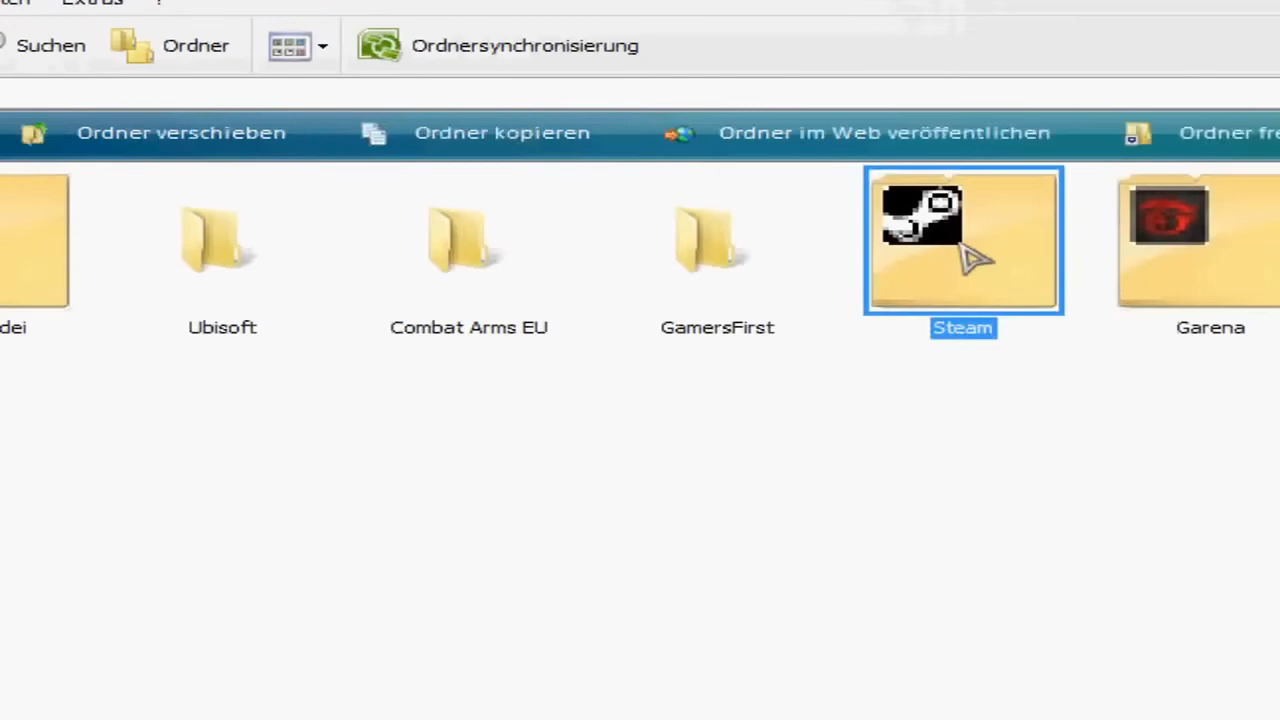 Extras ?
Suchen Ordner Ordnersynchronisierung
Ordner verschieben Ordner kopieren Ordner im Web veröffentlichen Ordner fre
dei Ubisoft Combat Arms EU GamersFirst Steam Garena